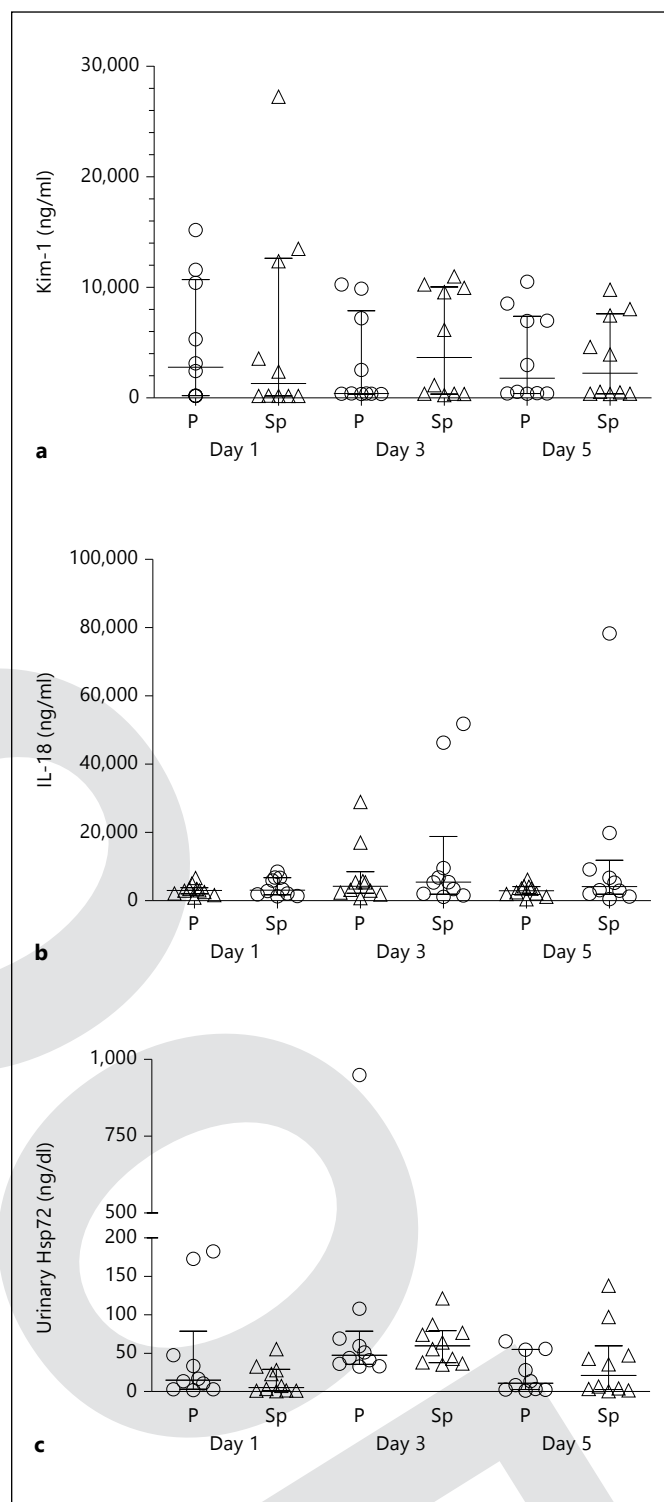 30,000
20,000
10,000
0
Kim-1 (ng/ml)
P Sp P Sp P Sp
Day 1 Day 3 Day 5
a
100,000
80,000
60,000
40,000
20,000
0
IL-18 (ng/ml)
P Sp P Sp P Sp
Day 1 Day 3 Day 5
b
1,000
750
500
200
150
100
50
0
Urinary Hsp72 (ng/dl)
P Sp P Sp P Sp
Day 1 Day 3 Day 5
c